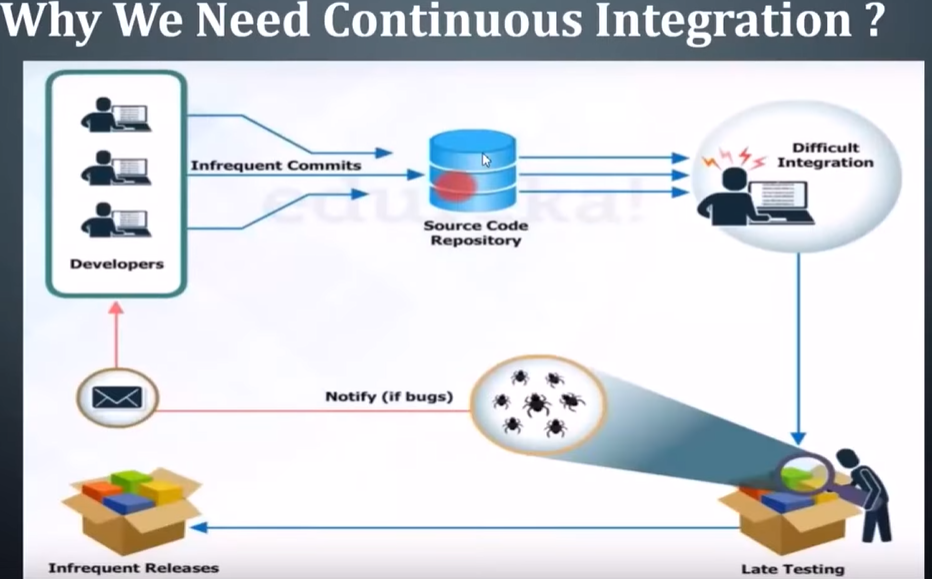 Why We Need Continuous Integration ?
Infrequent Commits
Difficult
Integration
Source Code
Repository
Developers
Notify (if bugs)
Infrequent Releases
Late Testing